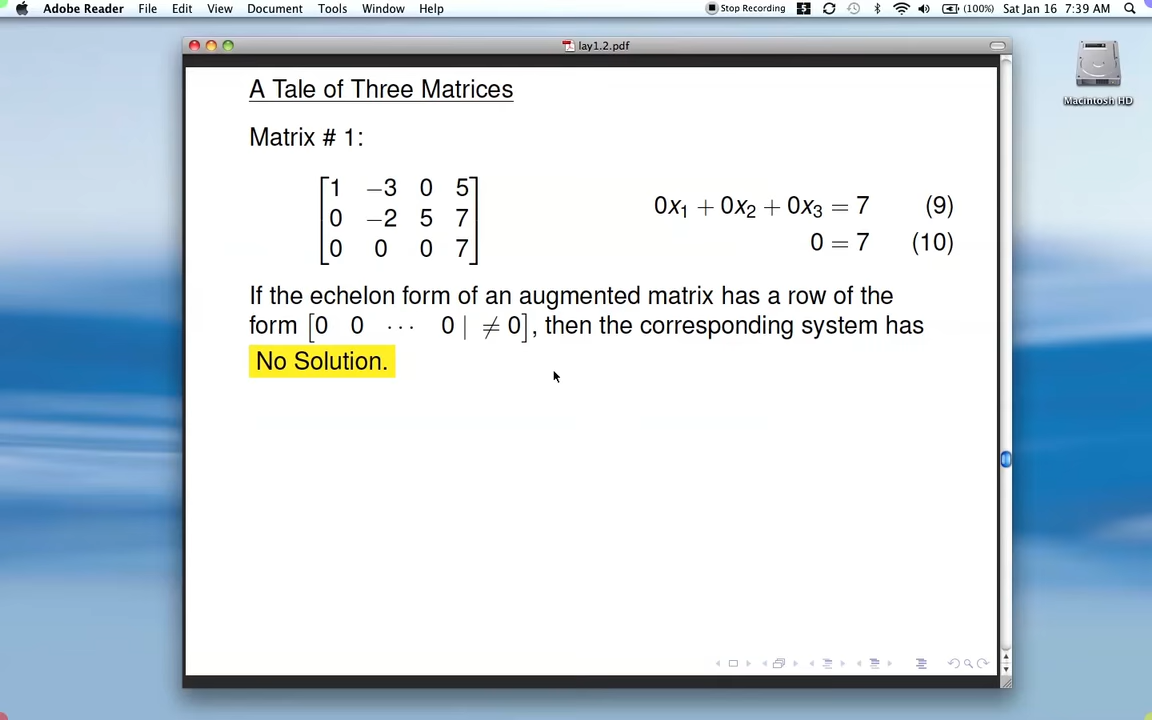 Adobe Reader File Edit View Document Tools Window Help Stop Recording (100%) Sat Jan 16 7:39 AM
lay1.2.pdf
Macintosh HD
A Tale of Three Matrices
Matrix # 1:
[1 −3 0 5]
[0 −2 5 7]
[0 0 0 7]
0x₁ + 0x₂ + 0x₃ = 7 (9)
0 = 7 (10)
If the echelon form of an augmented matrix has a row of the
form [0 0 ⋯ 0 | ≠ 0], then the corresponding system has
No Solution.